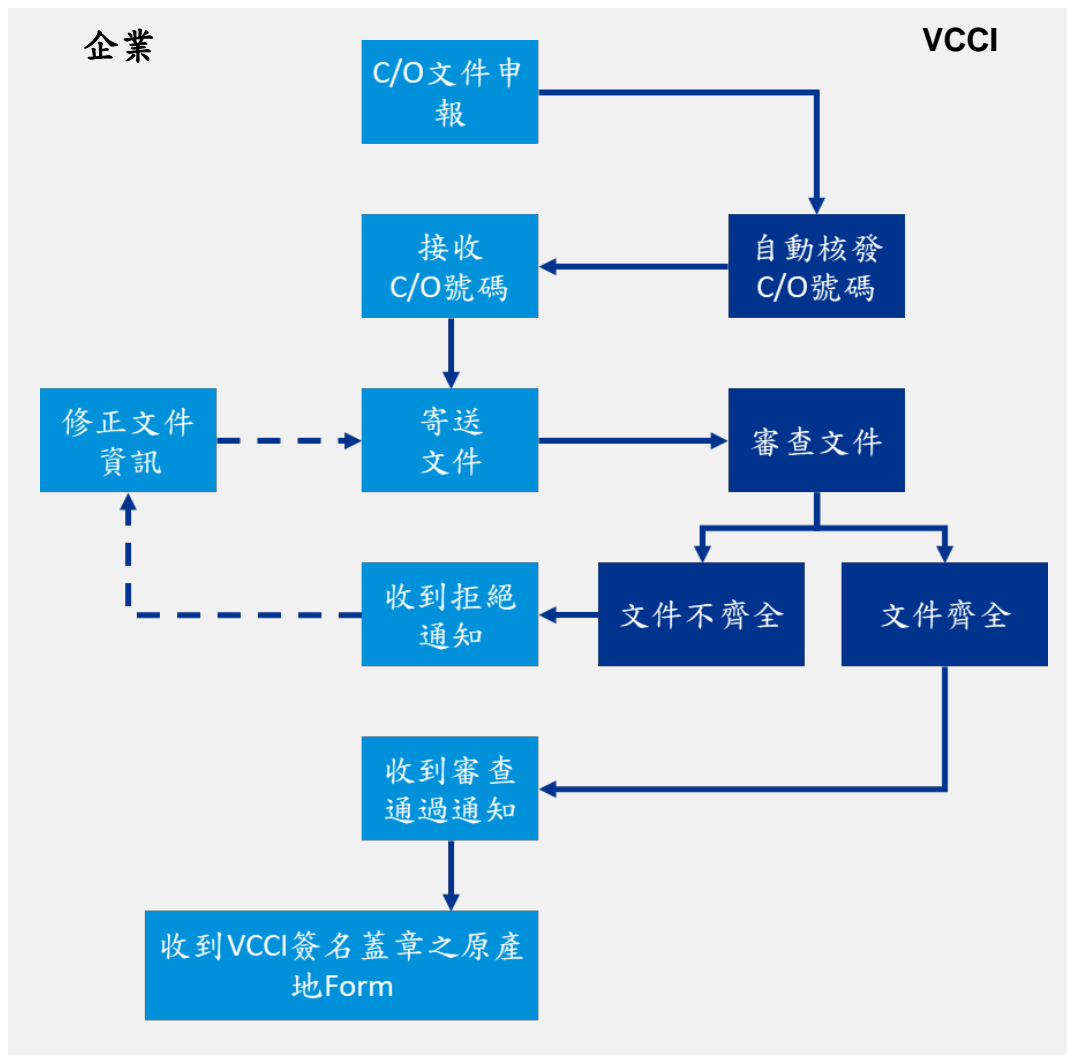 企業
VCCI
C/O文件申
報
接收
C/O號碼
自動核發
C/O號碼
修正文件
資訊
寄送
文件
審查文件
收到拒絕
通知
文件不齊全
文件齊全
收到審查
通過通知
收到VCCI簽名蓋章之原產
地Form